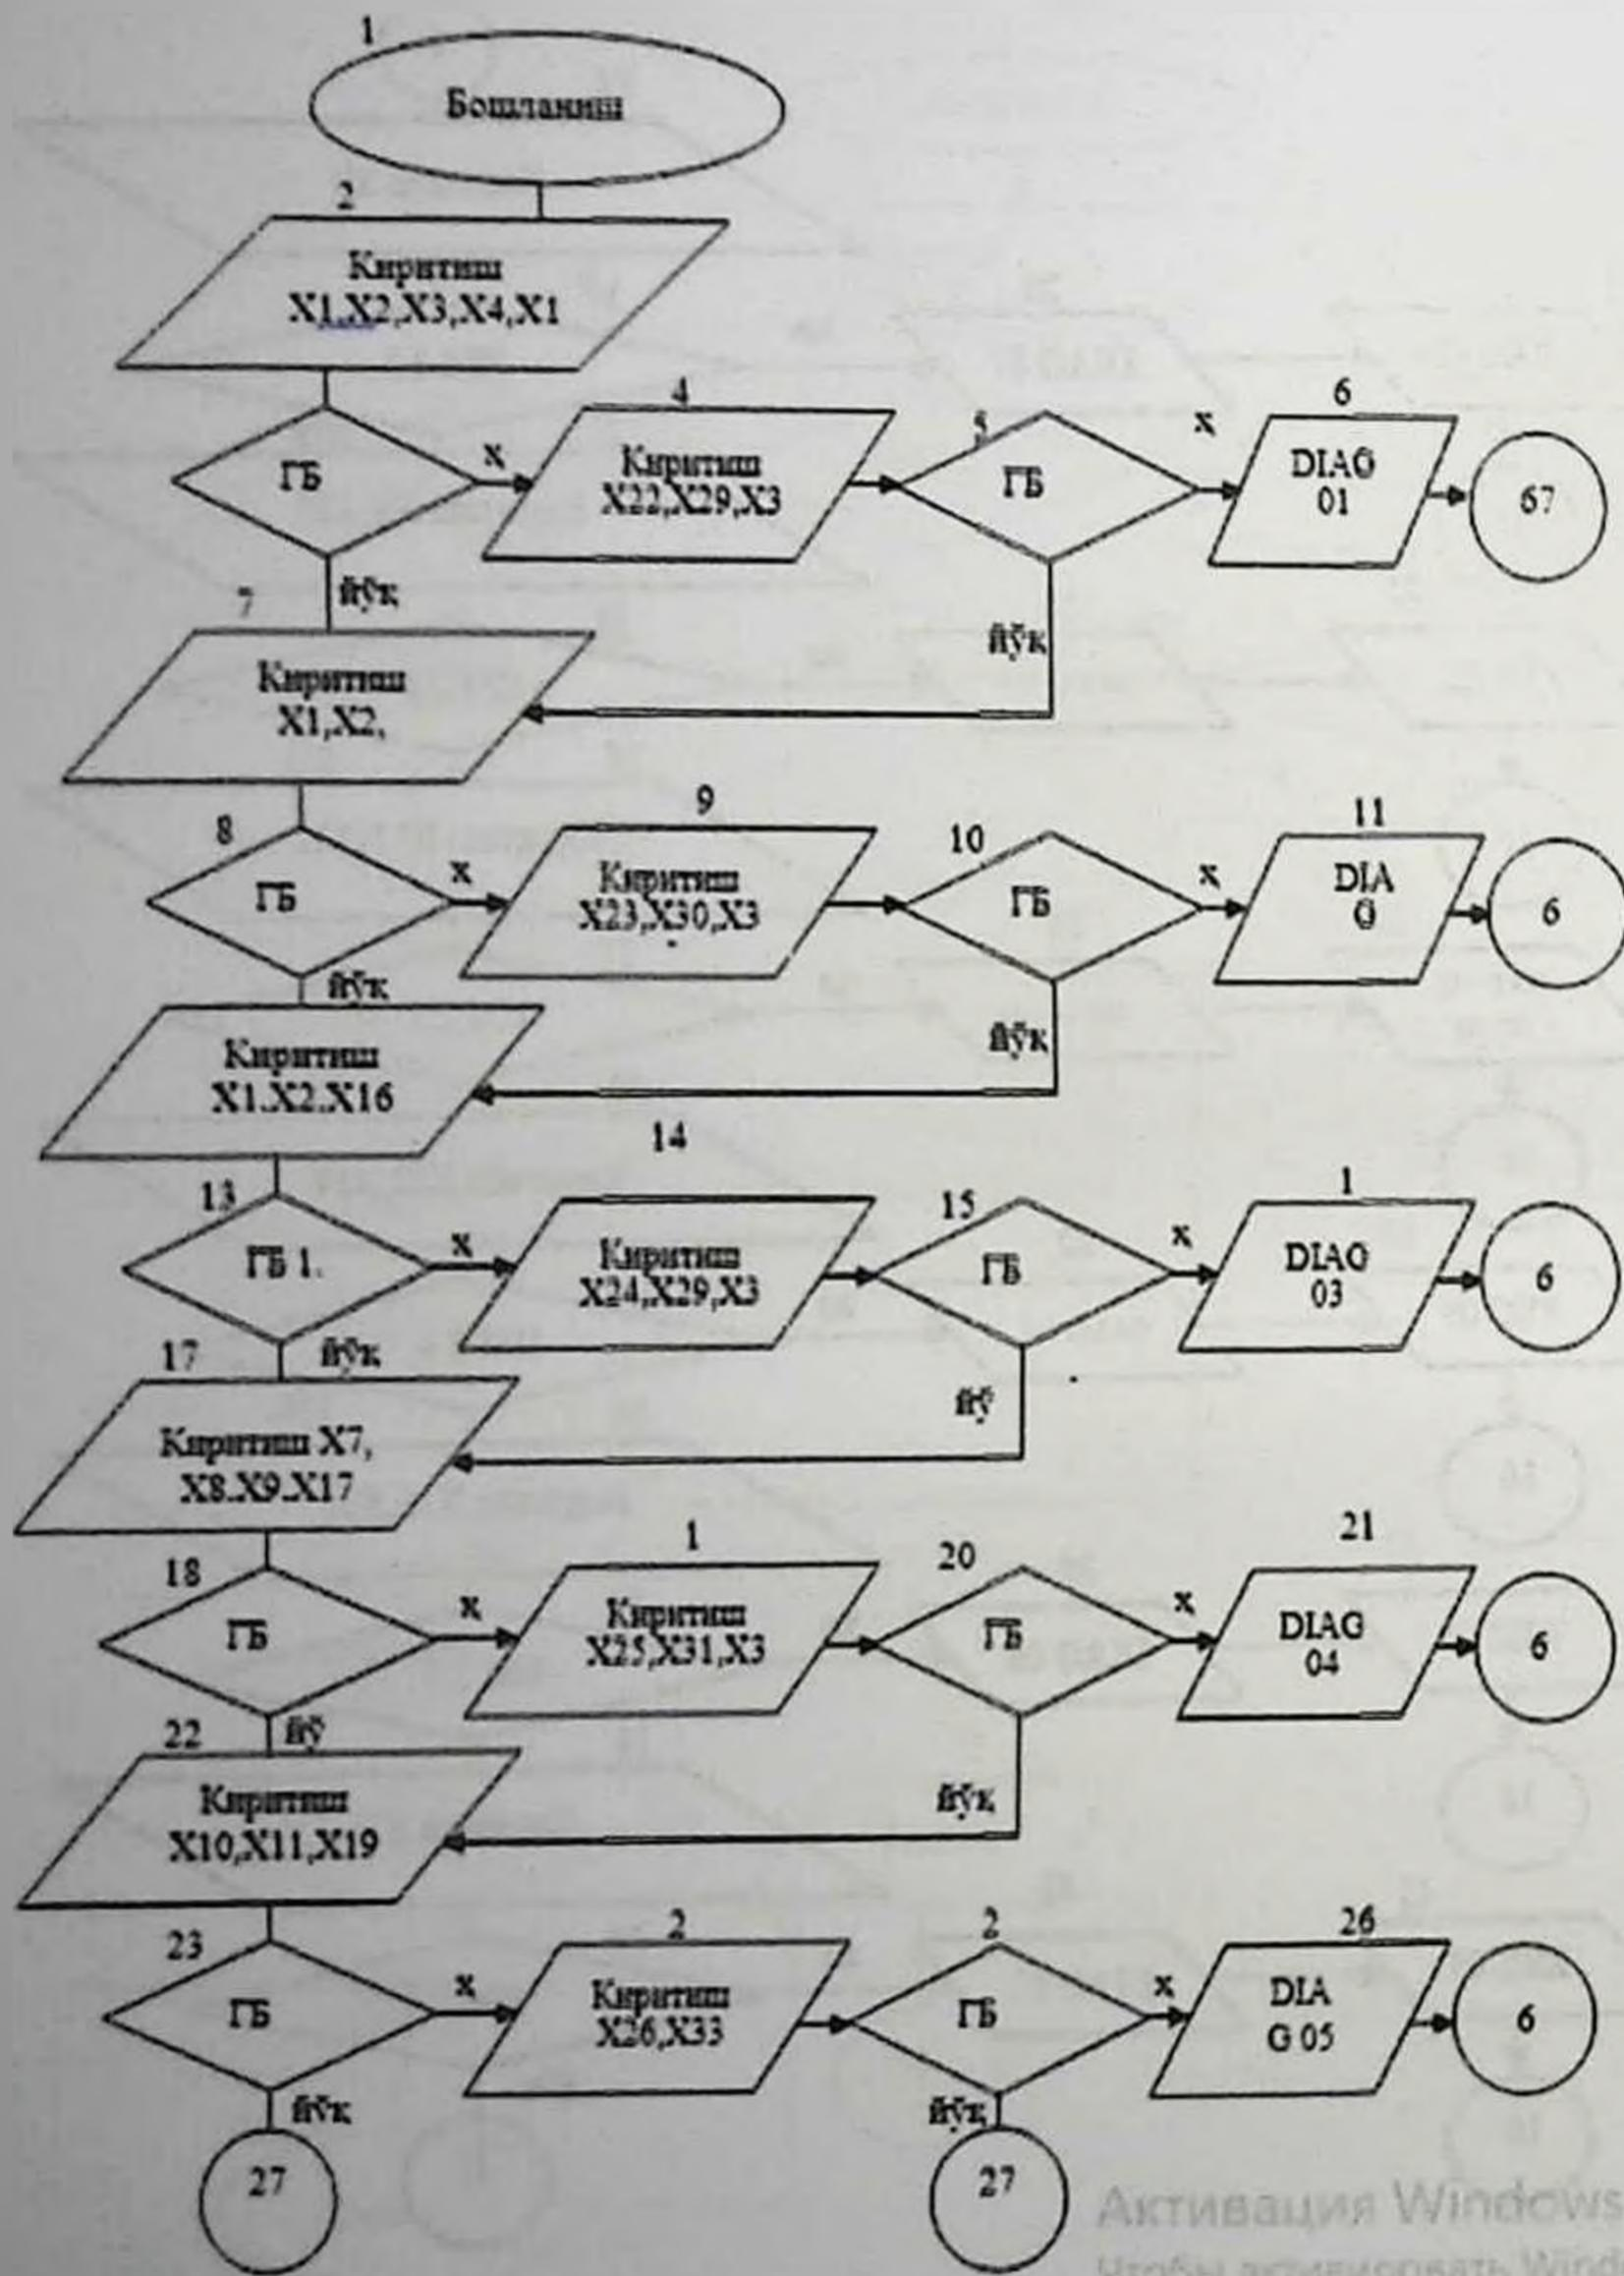 1
Бошланиш
2
Киритиш
X1,X2,X3,X4,X1
4
5
x
6
ГБ
x
Киритиш
X22,X29,X3
ГБ
DIAG
01
67
7
йўқ
йўқ
Киритиш
X1,X2,
8
9
10
11
ГБ
x
Киритиш
X23,X30,X3
ГБ
x
DIA
G
6
йўқ
йўқ
Киритиш
X1.X2.X16
13
14
15
1
ГБ 1.
x
Киритиш
X24,X29,X3
ГБ
x
DIAG
03
6
17
йўқ
йў
Киритиш X7,
X8.X9.X17
18
1
20
21
ГБ
x
Киритиш
X25,X31,X3
ГБ
x
DIAG
04
6
22
йў
йўқ
Киритиш
X10,X11,X19
23
2
2
26
ГБ
x
Киритиш
X26,X33
ГБ
x
DIA
G 05
6
йўқ
йўқ
27
27
Активация Windows
Чтобы активировать Wind